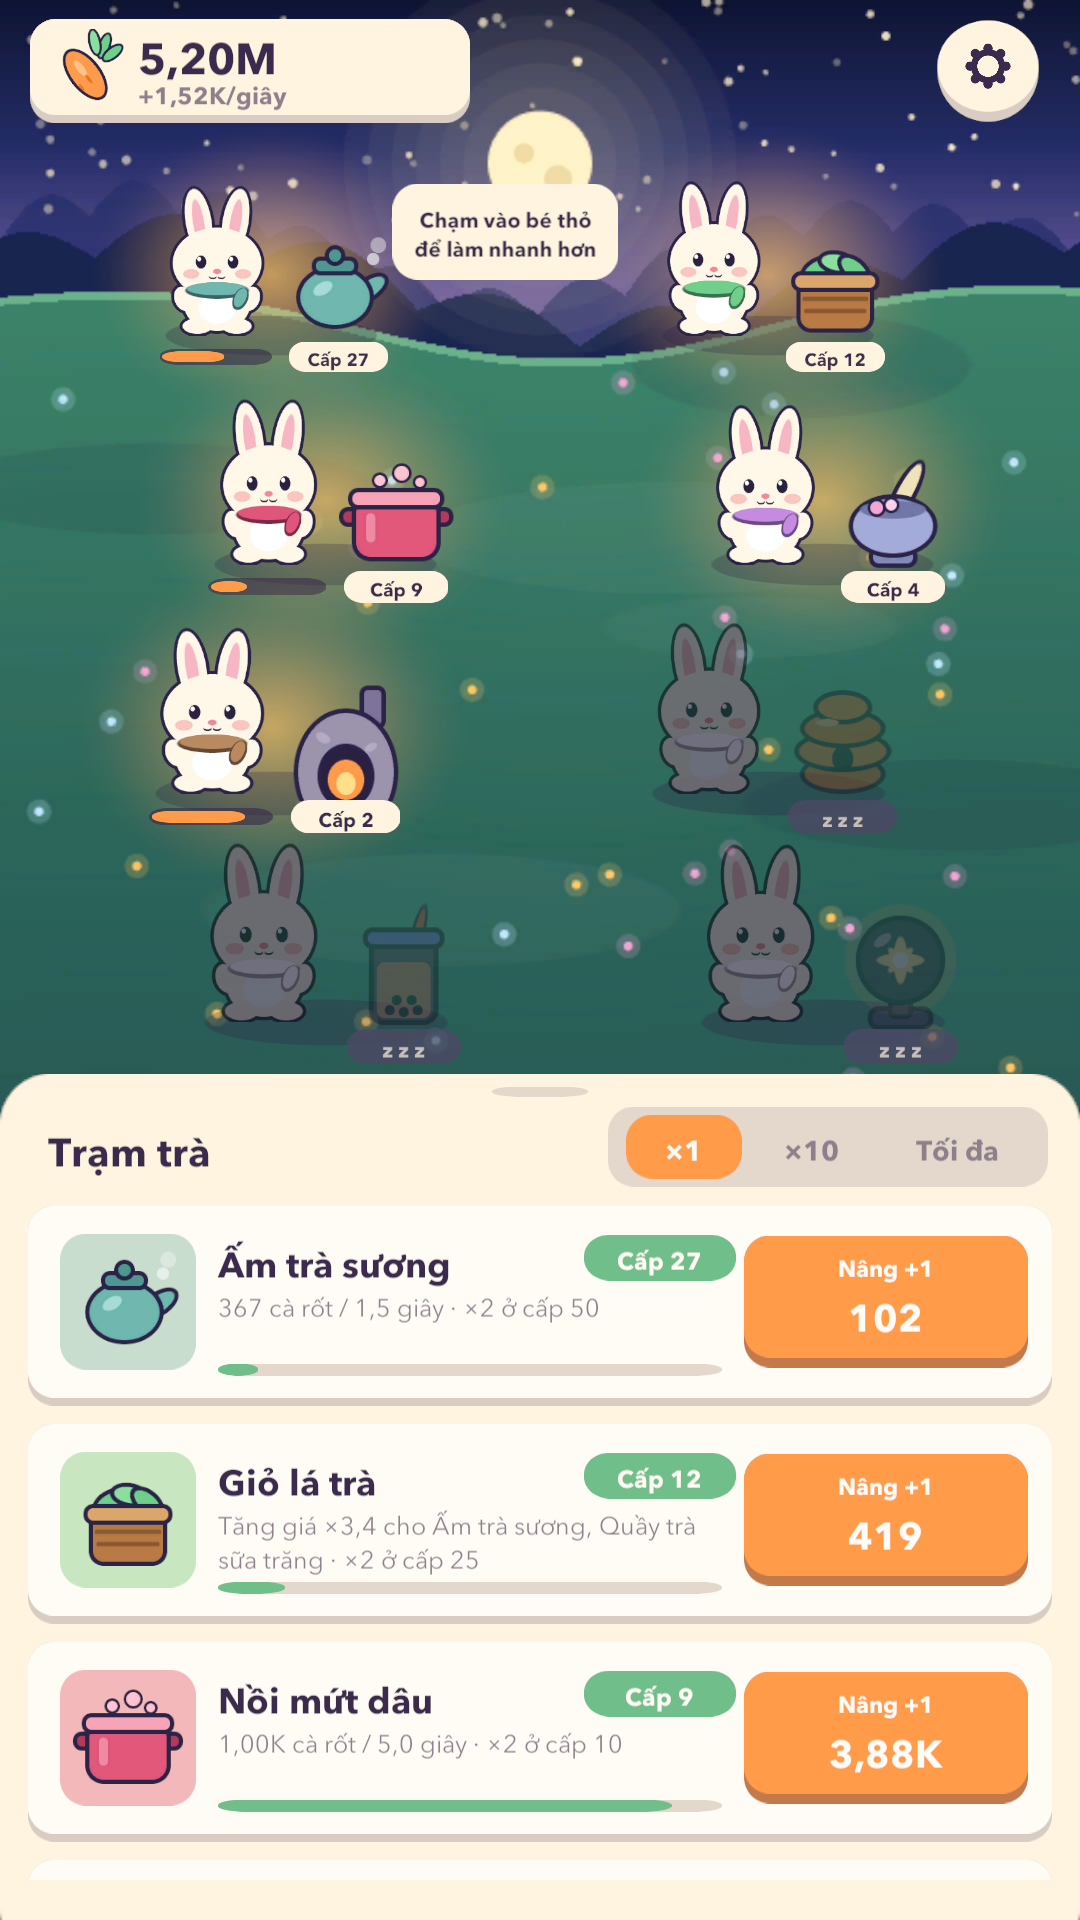 5,20M
+1,52K/giây
Chạm vào bé thỏ
để làm nhanh hơn
Cấp 27
Cấp 12
Cấp 9
Cấp 4
Cấp 2
z z z
z z z
z z z
Trạm trà
×1
×10
Tối đa
Ấm trà sương
Cấp 27
367 cà rốt / 1,5 giây · ×2 ở cấp 50
Nâng +1
102
Giỏ lá trà
Cấp 12
Tăng giá ×3,4 cho Ấm trà sương, Quầy trà
sữa trăng · ×2 ở cấp 25
Nâng +1
419
Nồi mứt dâu
Cấp 9
1,00K cà rốt / 5,0 giây · ×2 ở cấp 10
Nâng +1
3,88K